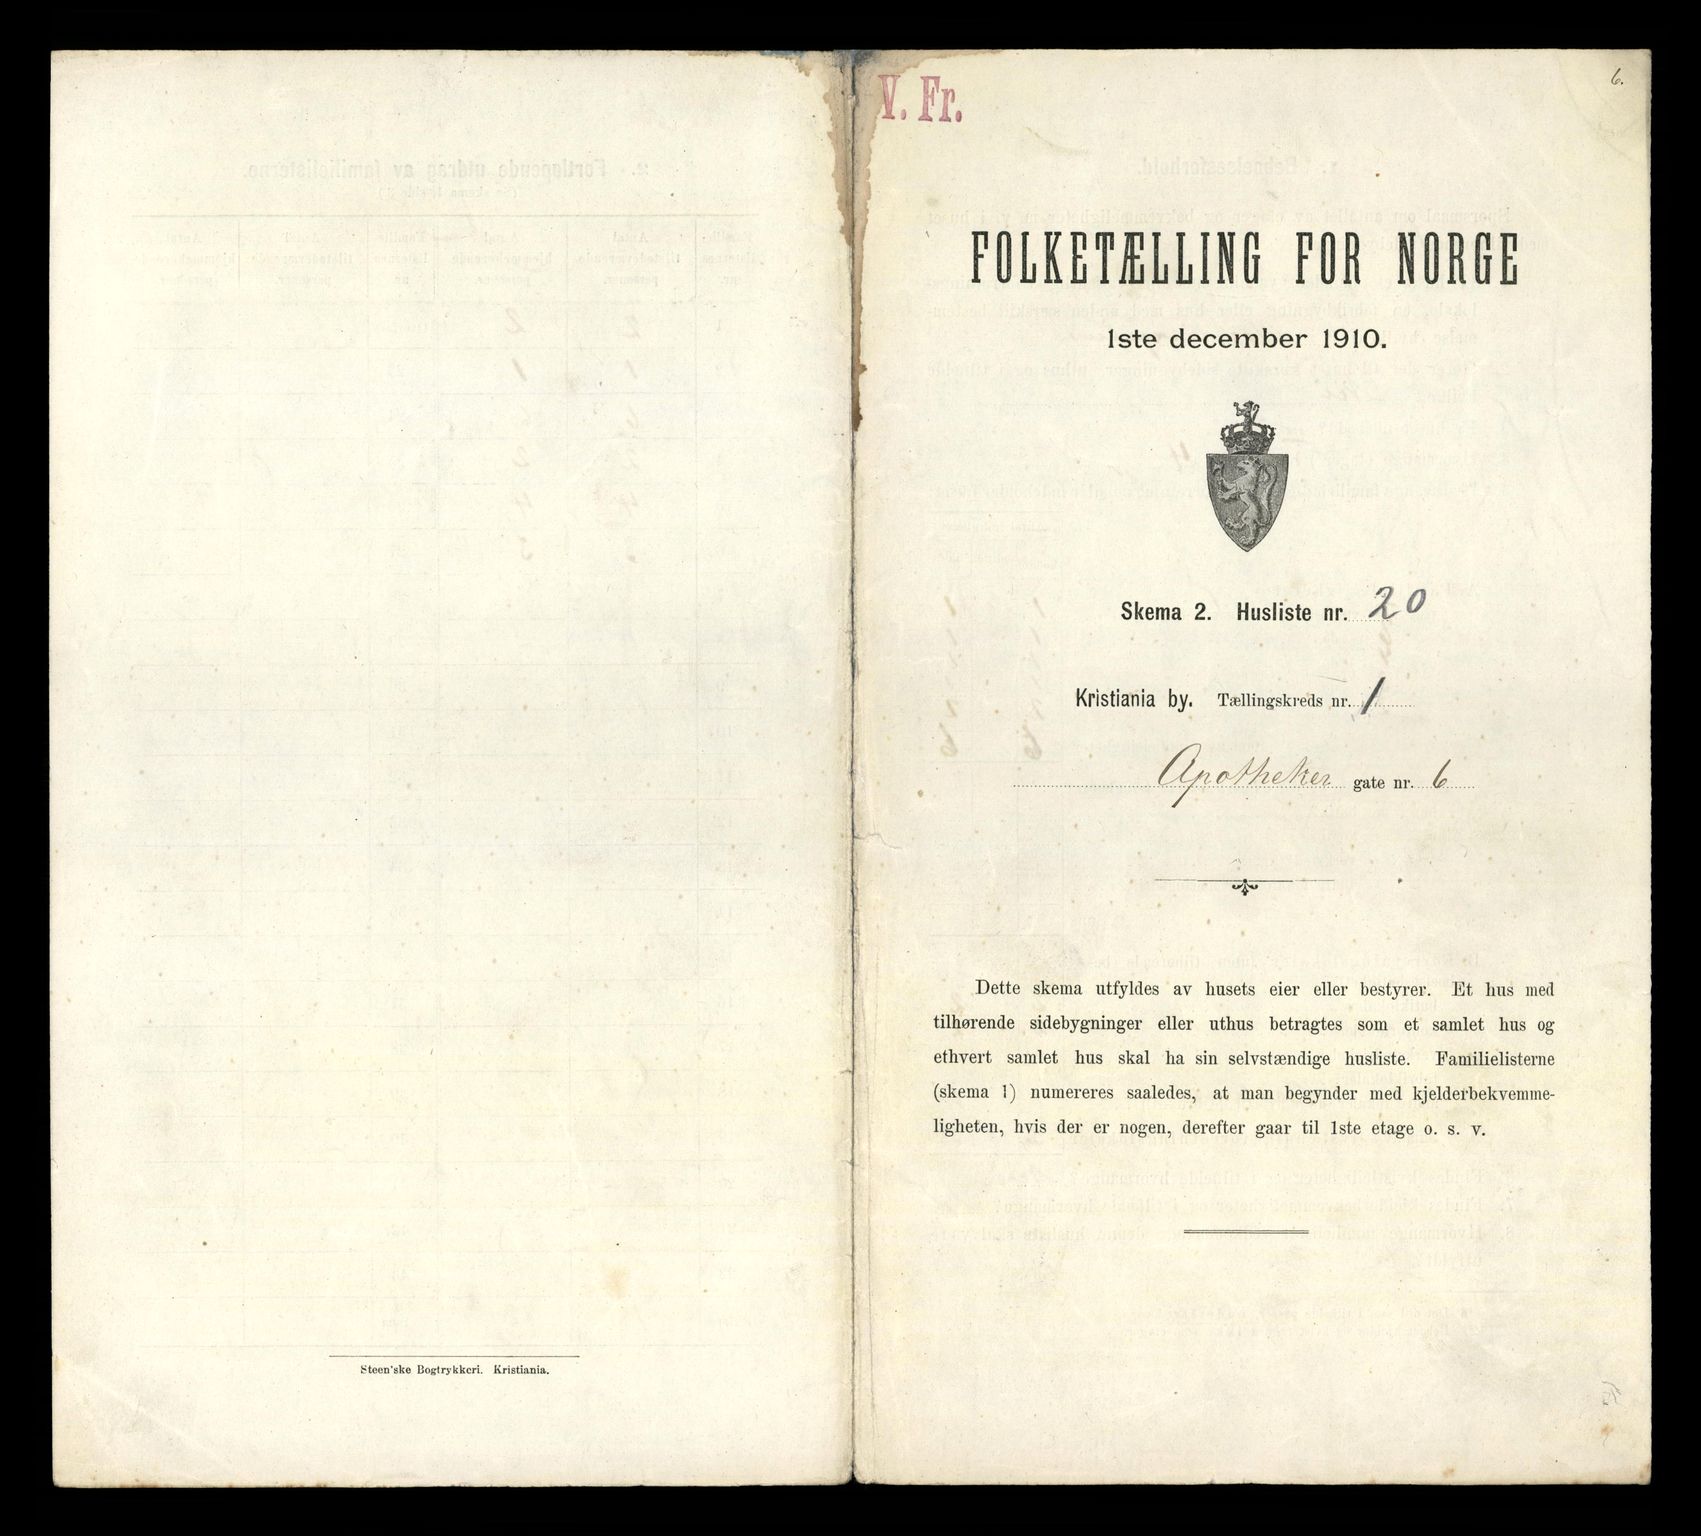 Steen'ske Bogtrykkeri. Kristiania.
V. Fr.
6.
FOLKETÆLLING FOR NORGE
1ste december 1910.
Skema 2. Husliste nr. 20
Kristiania by. Tællingskreds nr. 1
Apotheker gate nr. 6
Dette skema utfyldes av husets eier eller bestyrer. Et hus med
tilhørende sidebygninger eller uthus betragtes som et samlet hus og
ethvert samlet hus skal ha sin selvstændige husliste. Familielisterne
(skema 1) numereres saaledes, at man begynder med kjelderbekvemme-
ligheten, hvis der er nogen, derefter gaar til 1ste etage o. s. v.